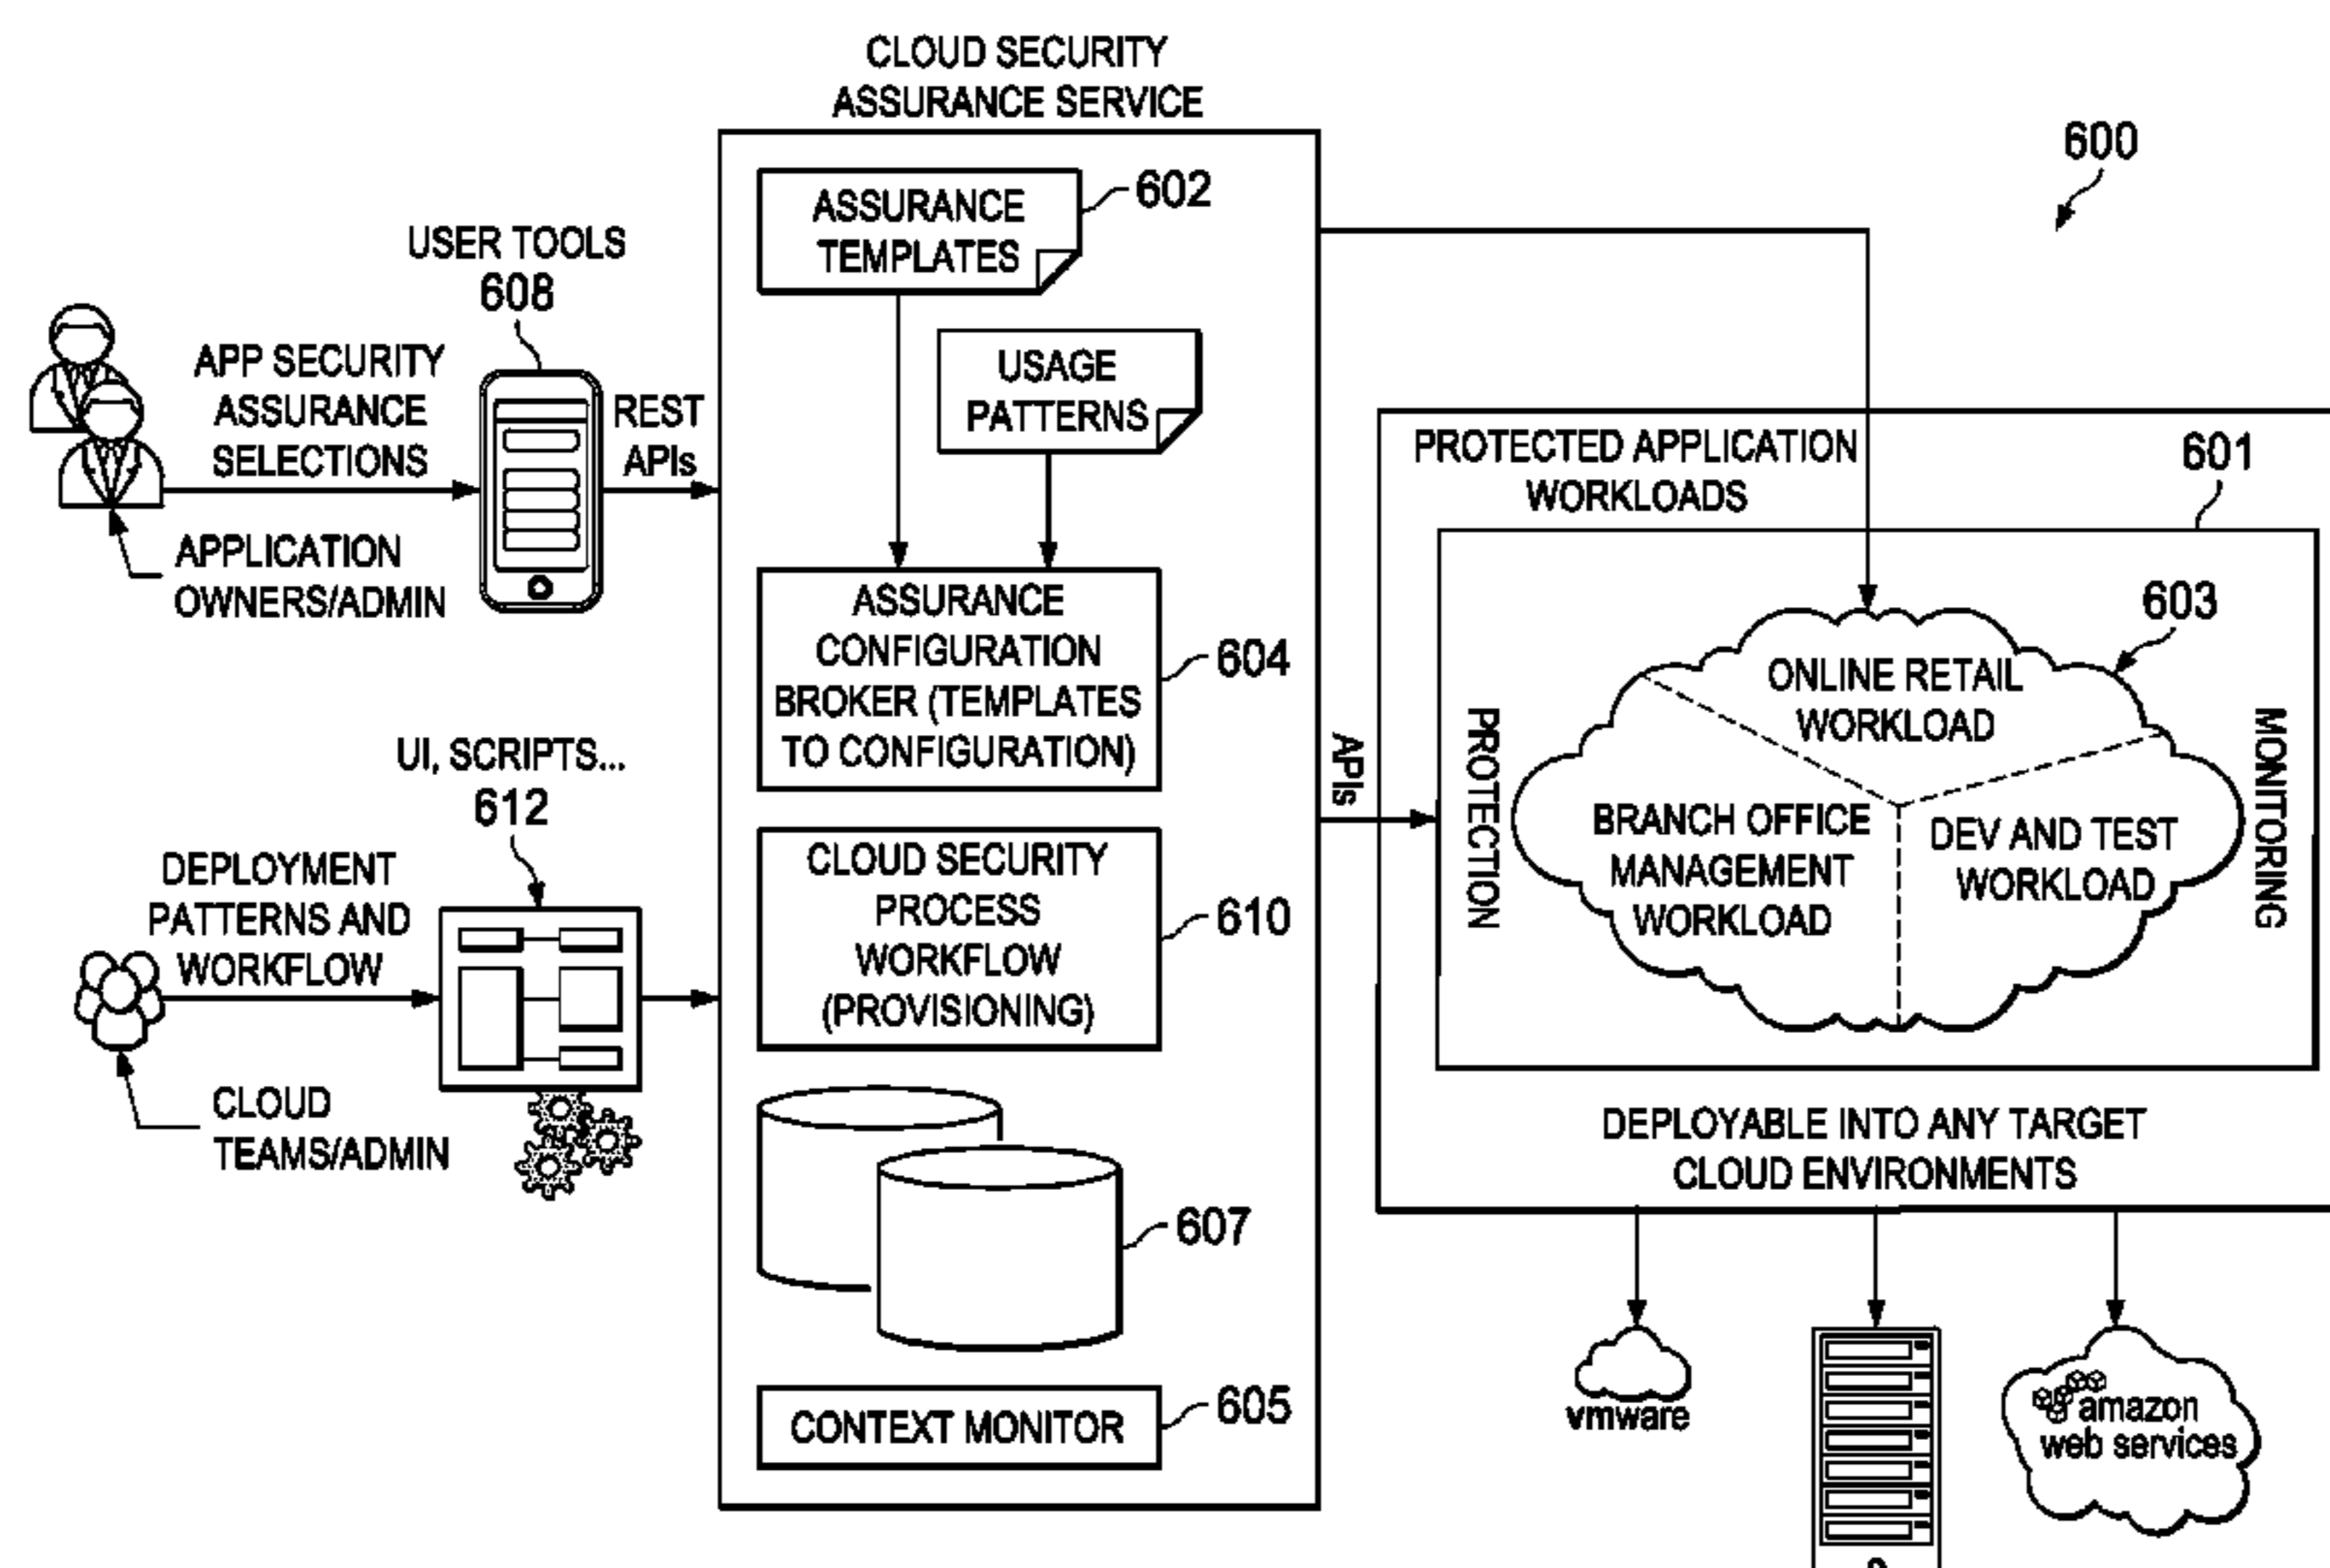 CLOUD SECURITY
ASSURANCE SERVICE
600
ASSURANCE
TEMPLATES
602
USER TOOLS
608
APP SECURITY
ASSURANCE
SELECTIONS
REST
APIs
APPLICATION
OWNERS/ADMIN
USAGE
PATTERNS
ASSURANCE
CONFIGURATION
BROKER (TEMPLATES
TO CONFIGURATION)
604
UI, SCRIPTS...
612
DEPLOYMENT
PATTERNS AND
WORKFLOW
CLOUD
TEAMS/ADMIN
CLOUD SECURITY
PROCESS
WORKFLOW
(PROVISIONING)
610
607
CONTEXT MONITOR
605
APIs
PROTECTED APPLICATION
WORKLOADS
601
603
PROTECTION
ONLINE RETAIL
WORKLOAD
BRANCH OFFICE
MANAGEMENT
WORKLOAD
DEV AND TEST
WORKLOAD
MONITORING
DEPLOYABLE INTO ANY TARGET
CLOUD ENVIRONMENTS
vmware
amazon
web services